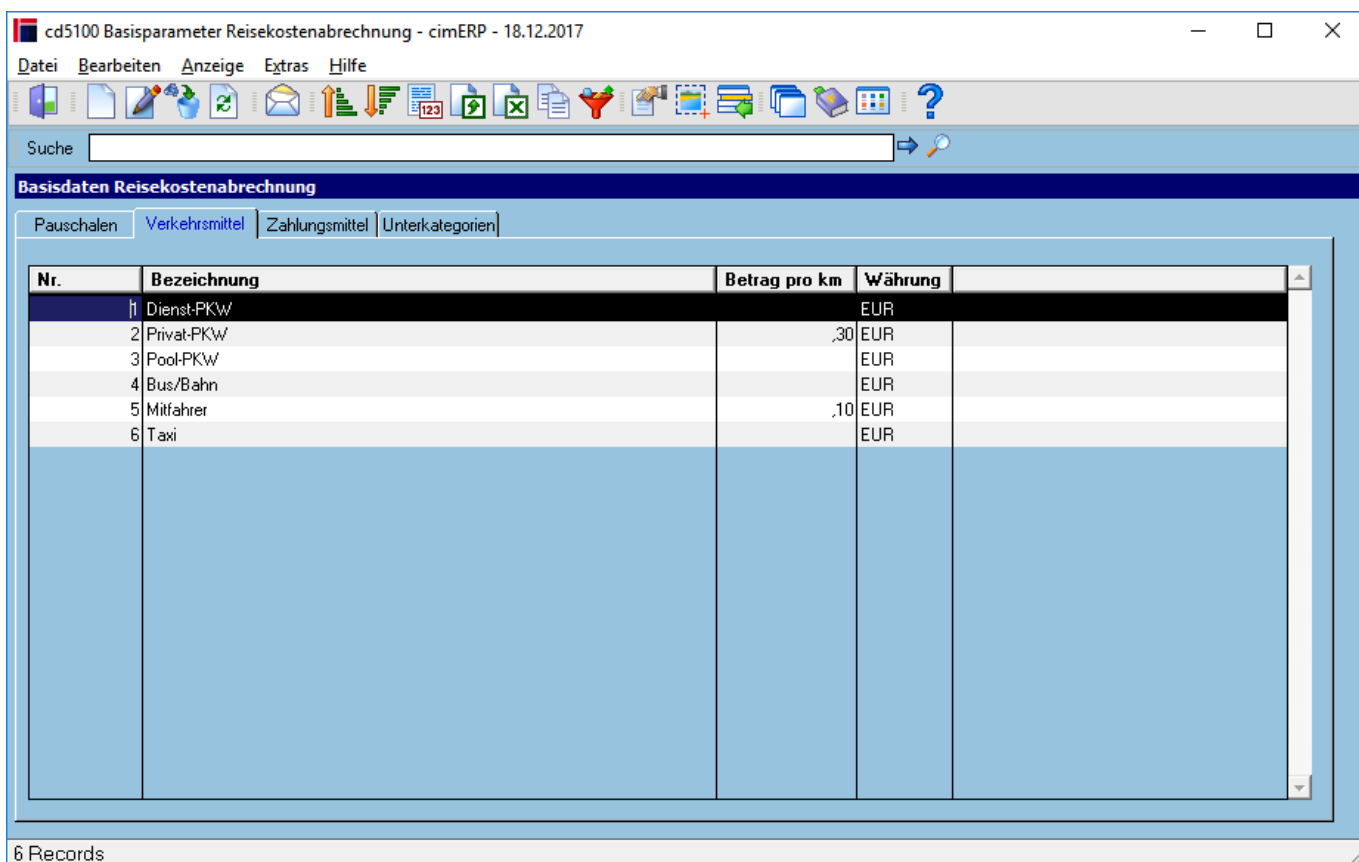 cd5100 Basisparameter Reisekostenabrechnung - cimERP - 18.12.2017
Datei Bearbeiten Anzeige Extras Hilfe
123
Suche
Basisdaten Reisekostenabrechnung
Pauschalen Verkehrsmittel Zahlungsmittel Unterkategorien
Nr. Bezeichnung Betrag pro km Währung
1 Dienst-PKW EUR
2 Privat-PKW ,30 EUR
3 Pool-PKW EUR
4 Bus/Bahn EUR
5 Mitfahrer ,10 EUR
6 Taxi EUR
6 Records